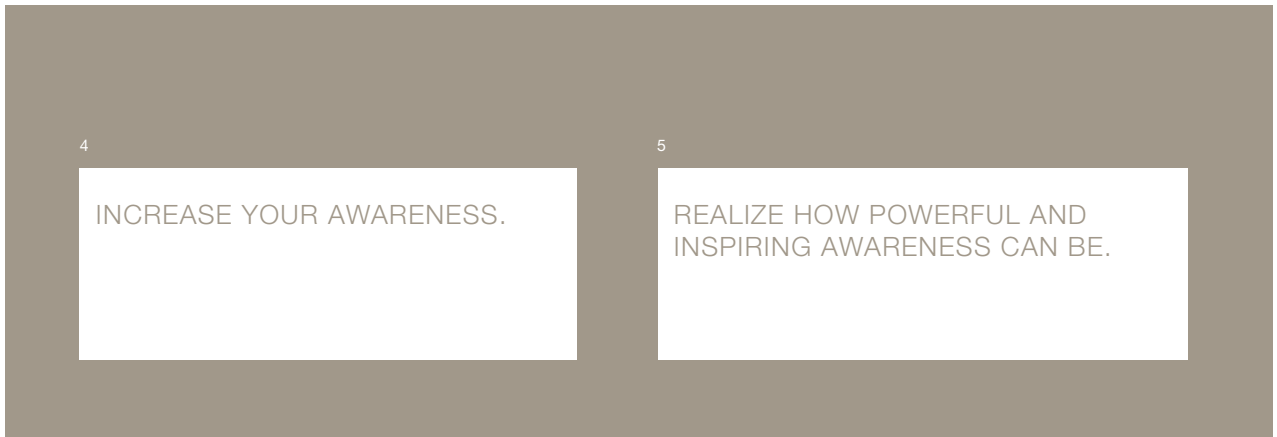 4
INCREASE YOUR AWARENESS.
5
REALIZE HOW POWERFUL AND
INSPIRING AWARENESS CAN BE.